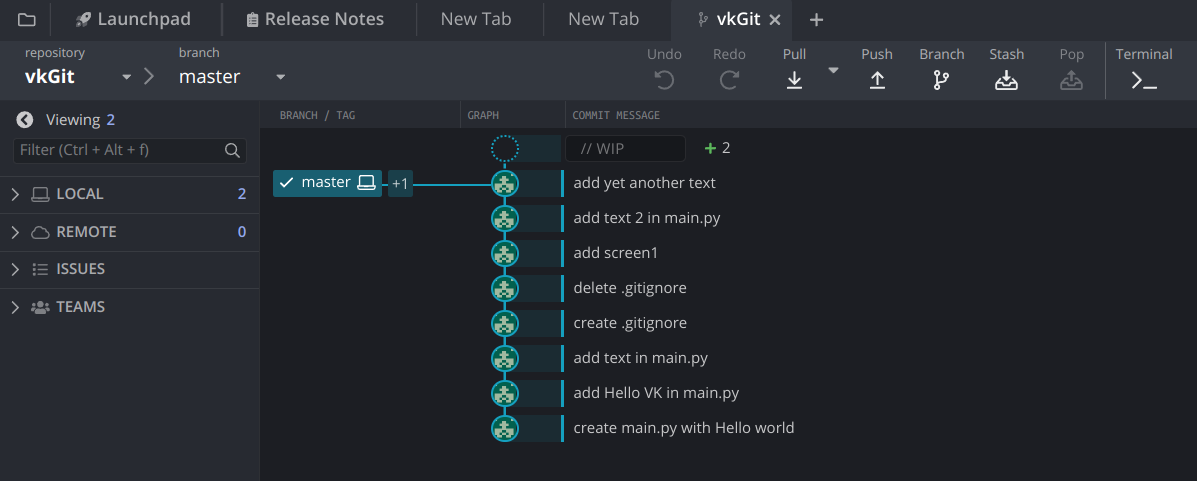 Launchpad Release Notes New Tab New Tab vkGit
repository branch Undo Redo Pull Push Branch Stash Pop Terminal
vkGit master
Viewing 2
Filter (Ctrl + Alt + f)
LOCAL 2
REMOTE 0
ISSUES
TEAMS
BRANCH / TAG GRAPH COMMIT MESSAGE
// WIP + 2
master +1 add yet another text
add text 2 in main.py
add screen1
delete .gitignore
create .gitignore
add text in main.py
add Hello VK in main.py
create main.py with Hello world